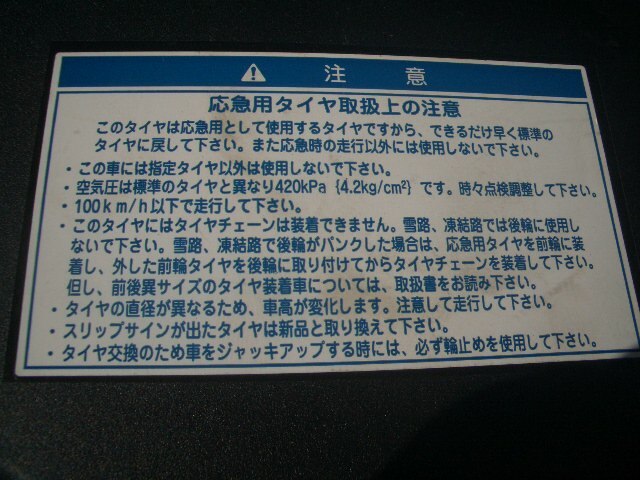 ⚠ 注意
応急用タイヤ取扱上の注意
このタイヤは応急用として使用するタイヤですから、できるだけ早く標準の
タイヤに戻して下さい。また応急時の走行以外には使用しないで下さい。
・この車には指定タイヤ以外は使用しないで下さい。
・空気圧は標準のタイヤと異なり420kPa {4.2kg/cm²} です。時々点検調整して下さい。
・100km/h以下で走行して下さい。
・このタイヤにはタイヤチェーンは装着できません。雪路、凍結路では後輪に使用し
ないで下さい。雪路、凍結路で後輪がパンクした場合は、応急用タイヤを前輪に装
着し、外した前輪タイヤを後輪に取り付けてからタイヤチェーンを装着して下さい。
但し、前後異サイズのタイヤ装着車については、取扱書をお読み下さい。
・タイヤの直径が異なるため、車高が変化します。注意して走行して下さい。
・スリップサインが出たタイヤは新品と取り換えて下さい。
・タイヤ交換のため車をジャッキアップする時には、必ず輪止めを使用して下さい。